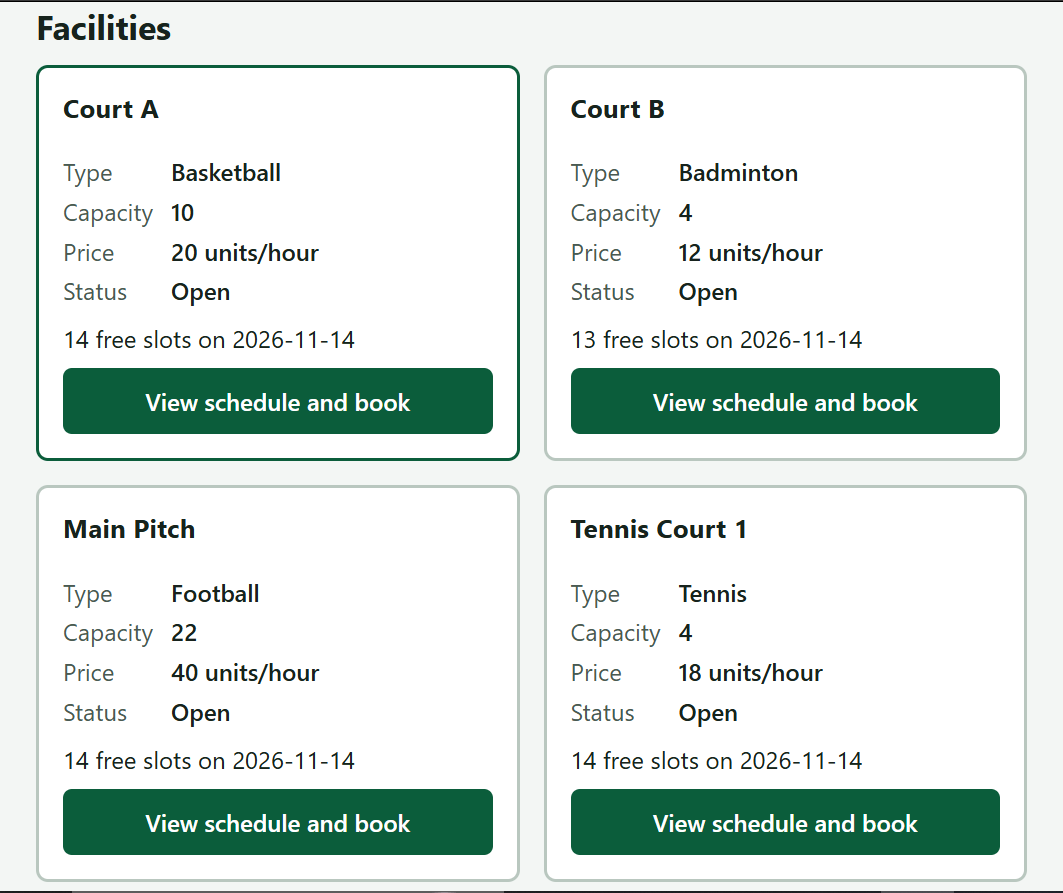 Facilities
Court A
Type Basketball
Capacity 10
Price 20 units/hour
Status Open
14 free slots on 2026-11-14
View schedule and book
Court B
Type Badminton
Capacity 4
Price 12 units/hour
Status Open
13 free slots on 2026-11-14
View schedule and book
Main Pitch
Type Football
Capacity 22
Price 40 units/hour
Status Open
14 free slots on 2026-11-14
View schedule and book
Tennis Court 1
Type Tennis
Capacity 4
Price 18 units/hour
Status Open
14 free slots on 2026-11-14
View schedule and book